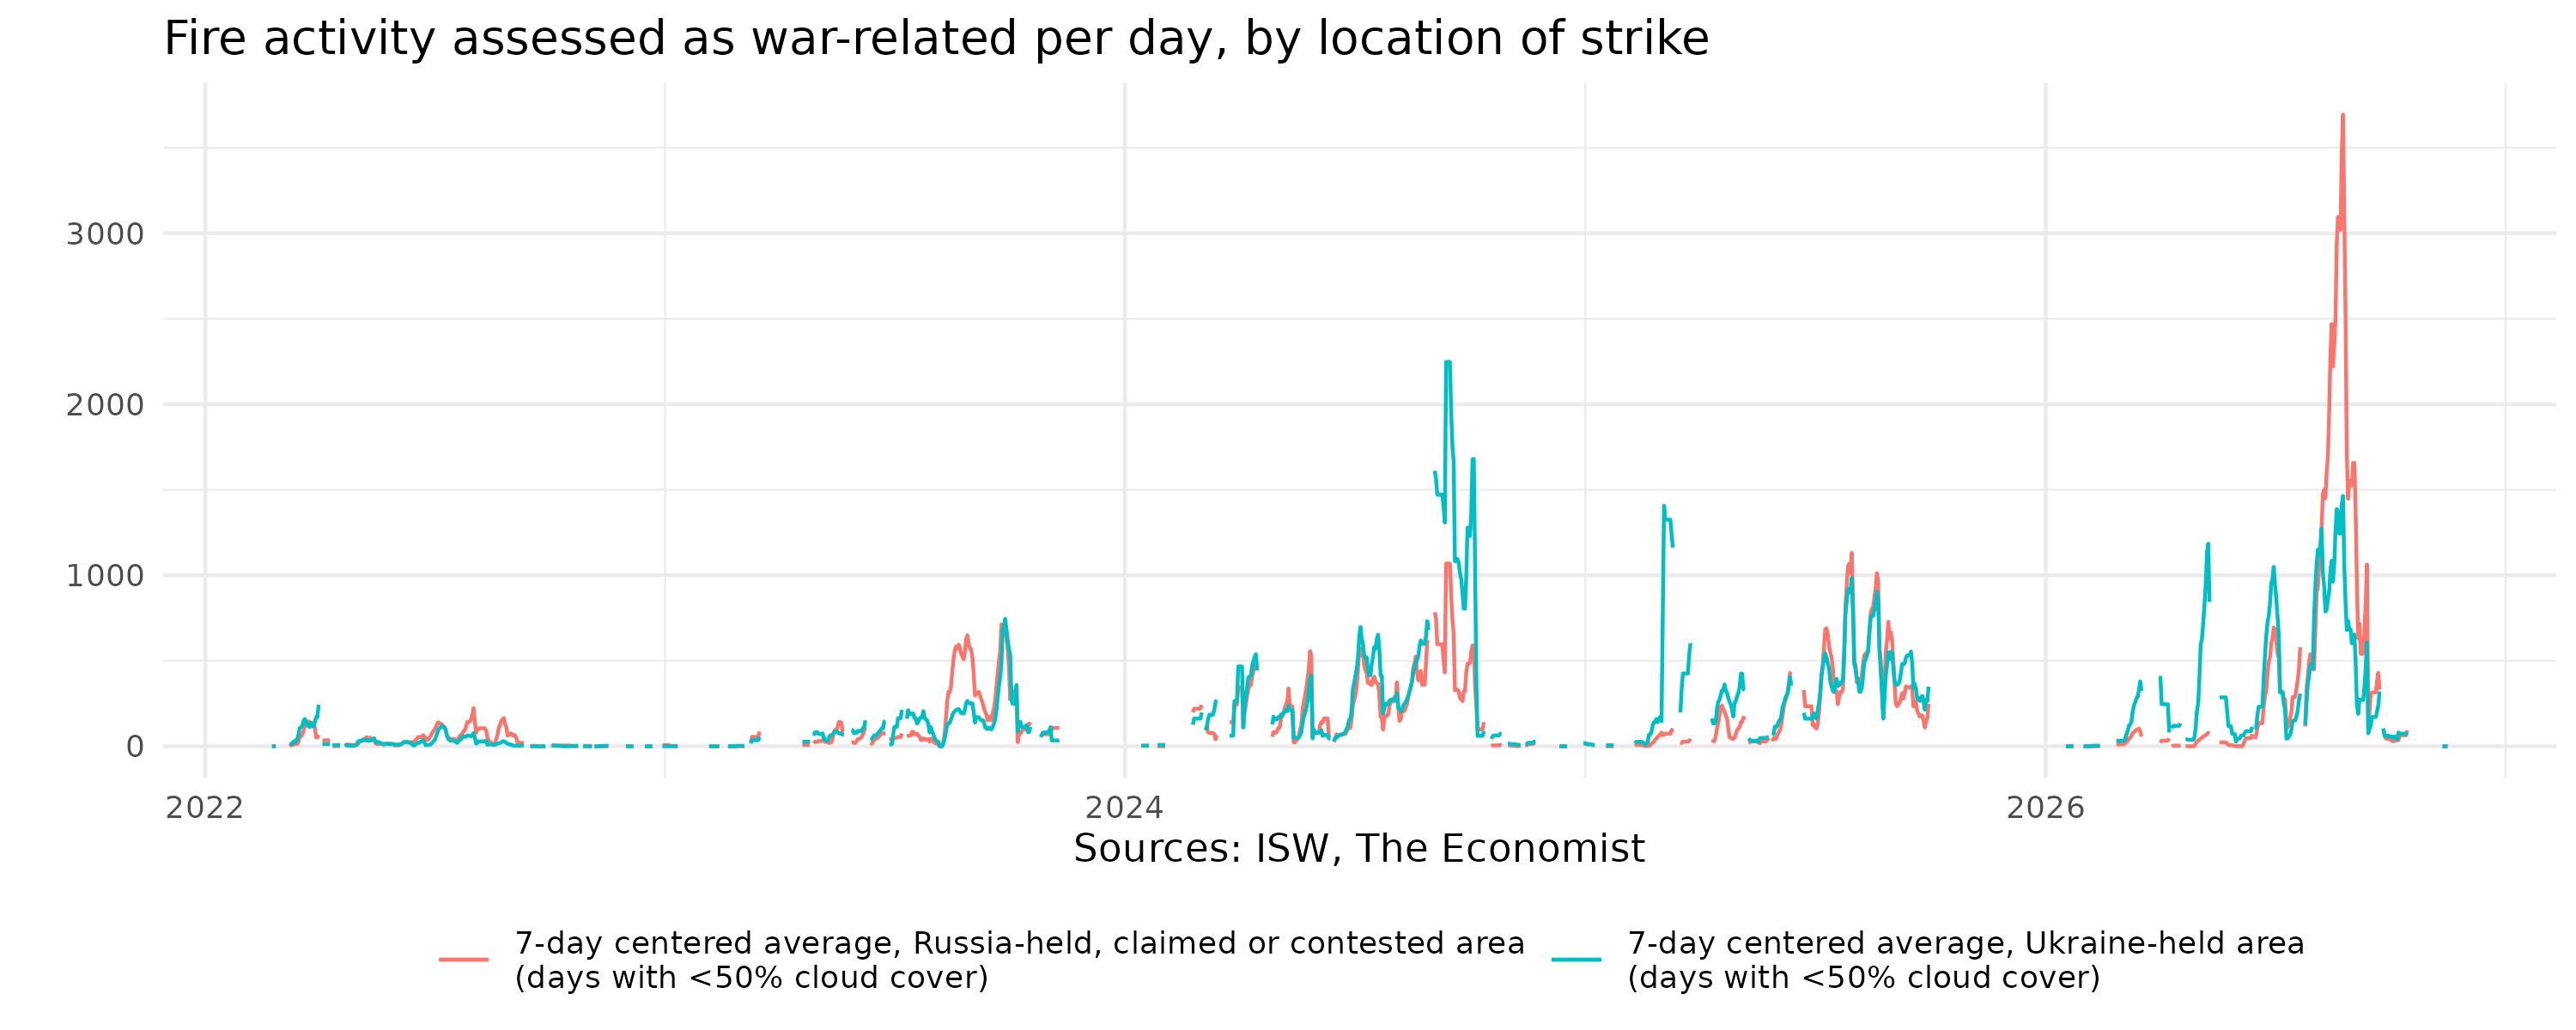 Fire activity assessed as war-related per day, by location of strike
3000
2000
1000
0
2022
2024
2026
Sources: ISW, The Economist
7-day centered average, Russia-held, claimed or contested area
(days with <50% cloud cover)
7-day centered average, Ukraine-held area
(days with <50% cloud cover)